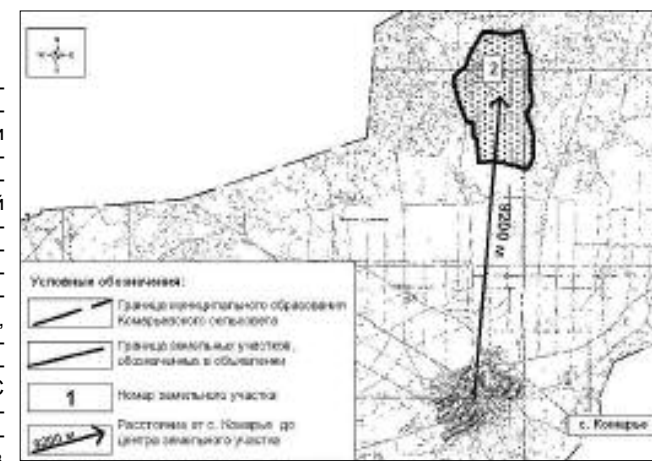 2
9200 м
Условные обозначения:
Граница муниципального образования
Комарьевского сельсовета
Граница земельных участков,
обозначенных в объявлении
1
Номер земельного участка
9200 м
Расстояние от с. Комарье до
центра земельного участка
с. Комарье